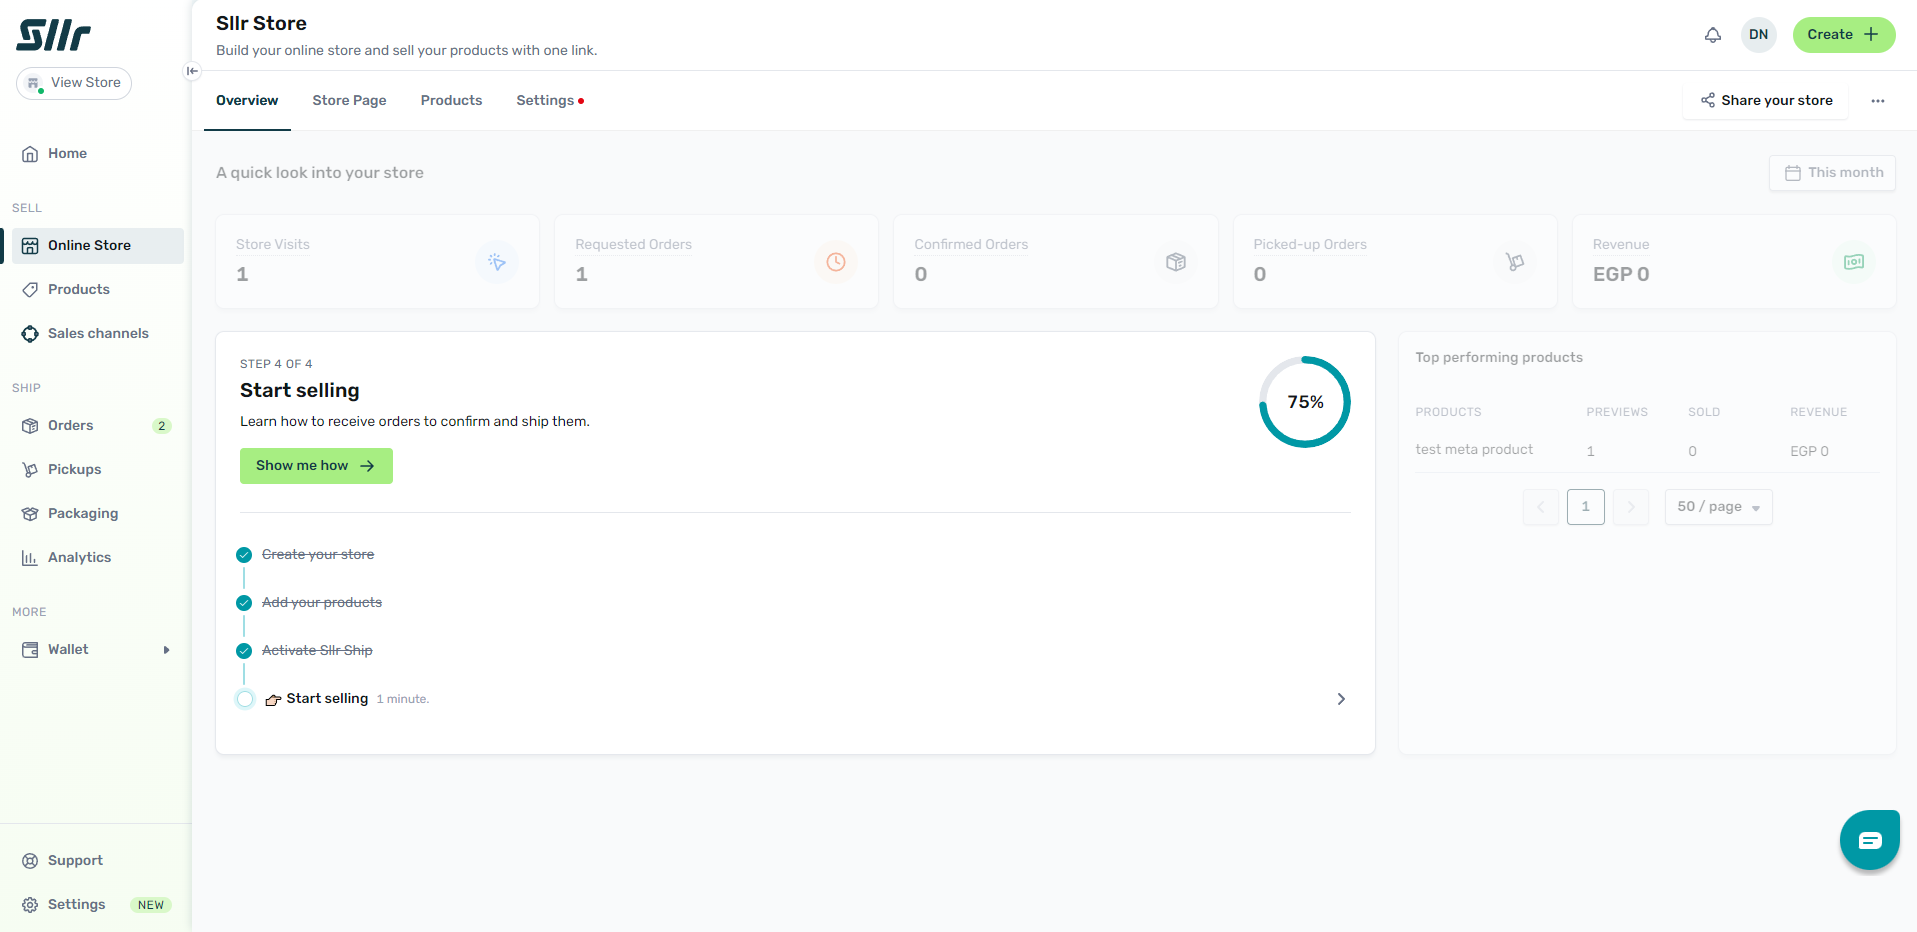 Sllr
View Store
Home
SELL
Online Store
Products
Sales channels
SHIP
Orders 2
Pickups
Packaging
Analytics
MORE
Wallet
Support
Settings NEW
Sllr Store
Build your online store and sell your products with one link.
DN
Create
Overview Store Page Products Settings
Share your store
A quick look into your store
This month
Store Visits
1
Requested Orders
1
Confirmed Orders
0
Picked-up Orders
0
Revenue
EGP 0
STEP 4 OF 4
Start selling
Learn how to receive orders to confirm and ship them.
Show me how
75%
Create your store
Add your products
Activate Sllr Ship
Start selling 1 minute.
Top performing products
PRODUCTS PREVIEWS SOLD REVENUE
test meta product 1 0 EGP 0
1 50 / page